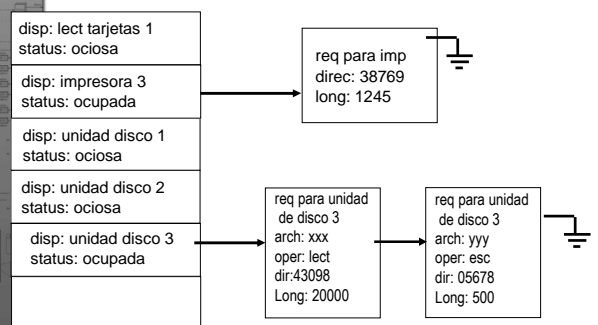 disp: lect tarjetas 1
status: ociosa
disp: impresora 3
status: ocupada
disp: unidad disco 1
status: ociosa
disp: unidad disco 2
status: ociosa
disp: unidad disco 3
status: ocupada
req para imp
direc: 38769
long: 1245
req para unidad
de disco 3
arch: xxx
oper: lect
dir:43098
Long: 20000
req para unidad
de disco 3
arch: yyy
oper: esc
dir: 05678
Long: 500